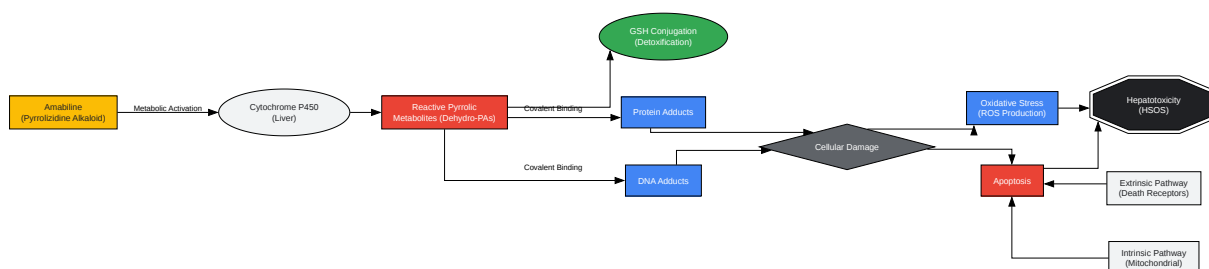 GSH Conjugation
(Detoxification)
Amabiline
(Pyrrolizidine Alkaloid)
Metabolic Activation
Cytochrome P450
(Liver)
Reactive Pyrrolic
Metabolites (Dehydro-PAs)
Covalent Binding
Protein Adducts
Covalent Binding
DNA Adducts
Cellular Damage
Oxidative Stress
(ROS Production)
Hepatotoxicity
(HSOS)
Apoptosis
Extrinsic Pathway
(Death Receptors)
Intrinsic Pathway
(Mitochondrial)